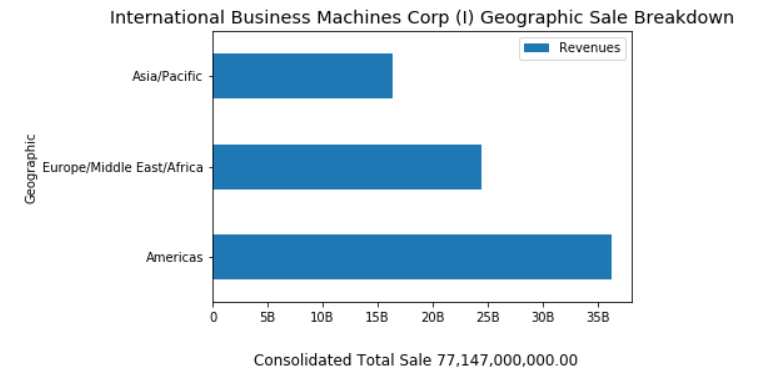 International Business Machines Corp (I) Geographic Sale Breakdown
Revenues
Asia/Pacific
Europe/Middle East/Africa
Americas
Geographic
0 5B 10B 15B 20B 25B 30B 35B
Consolidated Total Sale 77,147,000,000.00